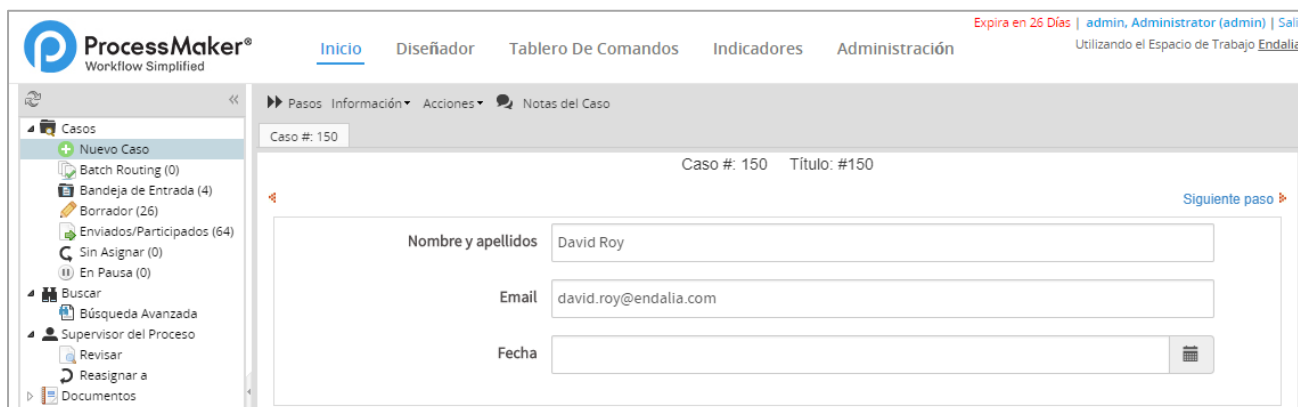 Expira en 26 Días | admin, Administrator (admin) | Sali
Utilizando el Espacio de Trabajo Endalia
ProcessMaker®
Workflow Simplified
Inicio Diseñador Tablero De Comandos Indicadores Administración
Pasos Información Acciones Notas del Caso
Caso #: 150
Casos
Nuevo Caso
Batch Routing (0)
Bandeja de Entrada (4)
Borrador (26)
Enviados/Participados (64)
Sin Asignar (0)
En Pausa (0)
Buscar
Búsqueda Avanzada
Supervisor del Proceso
Revisar
Reasignar a
Documentos
Caso #: 150 Título: #150
Siguiente paso
Nombre y apellidos David Roy
Email david.roy@endalia.com
Fecha